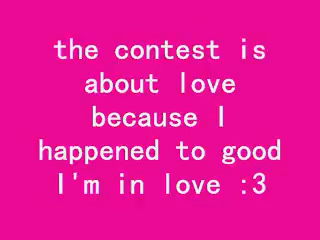 the contest is
about love
because I
happened to good
I'm in love :3